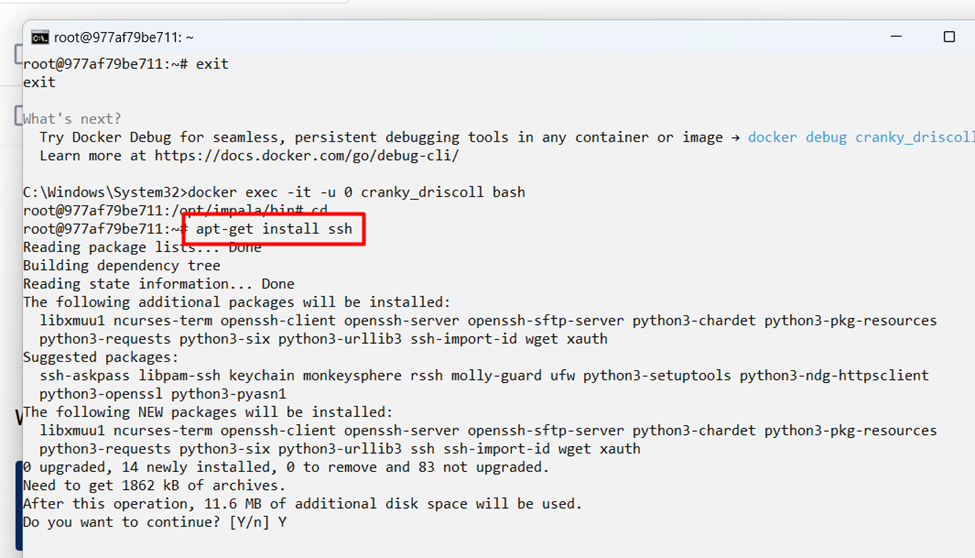 root@977af79be711: ~
root@977af79be711:~# exit
exit
What's next?
Try Docker Debug for seamless, persistent debugging tools in any container or image → docker debug cranky_driscoll
Learn more at https://docs.docker.com/go/debug-cli/
C:\Windows\System32>docker exec -it -u 0 cranky_driscoll bash
root@977af79be711:/opt/impala/bin# cd
root@977af79be711:~# apt-get install ssh
Reading package lists... Done
Building dependency tree
Reading state information... Done
The following additional packages will be installed:
libxmuu1 ncurses-term openssh-client openssh-server openssh-sftp-server python3-chardet python3-pkg-resources
python3-requests python3-six python3-urllib3 ssh-import-id wget xauth
Suggested packages:
ssh-askpass libpam-ssh keychain monkeysphere rssh molly-guard ufw python3-setuptools python3-ndg-httpsclient
python3-openssl python3-pyasn1
The following NEW packages will be installed:
libxmuu1 ncurses-term openssh-client openssh-server openssh-sftp-server python3-chardet python3-pkg-resources
python3-requests python3-six python3-urllib3 ssh ssh-import-id wget xauth
0 upgraded, 14 newly installed, 0 to remove and 83 not upgraded.
Need to get 1862 kB of archives.
After this operation, 11.6 MB of additional disk space will be used.
Do you want to continue? [Y/n] Y